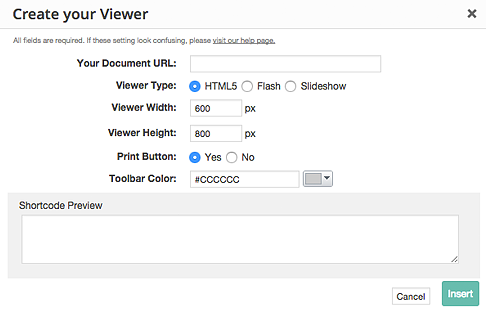 Create your Viewer
All fields are required. If these setting look confusing, please visit our help page.
Your Document URL:
Viewer Type: HTML5 Flash Slideshow
Viewer Width: 600 px
Viewer Height: 800 px
Print Button: Yes No
Toolbar Color: #CCCCCC
Shortcode Preview
Cancel Insert